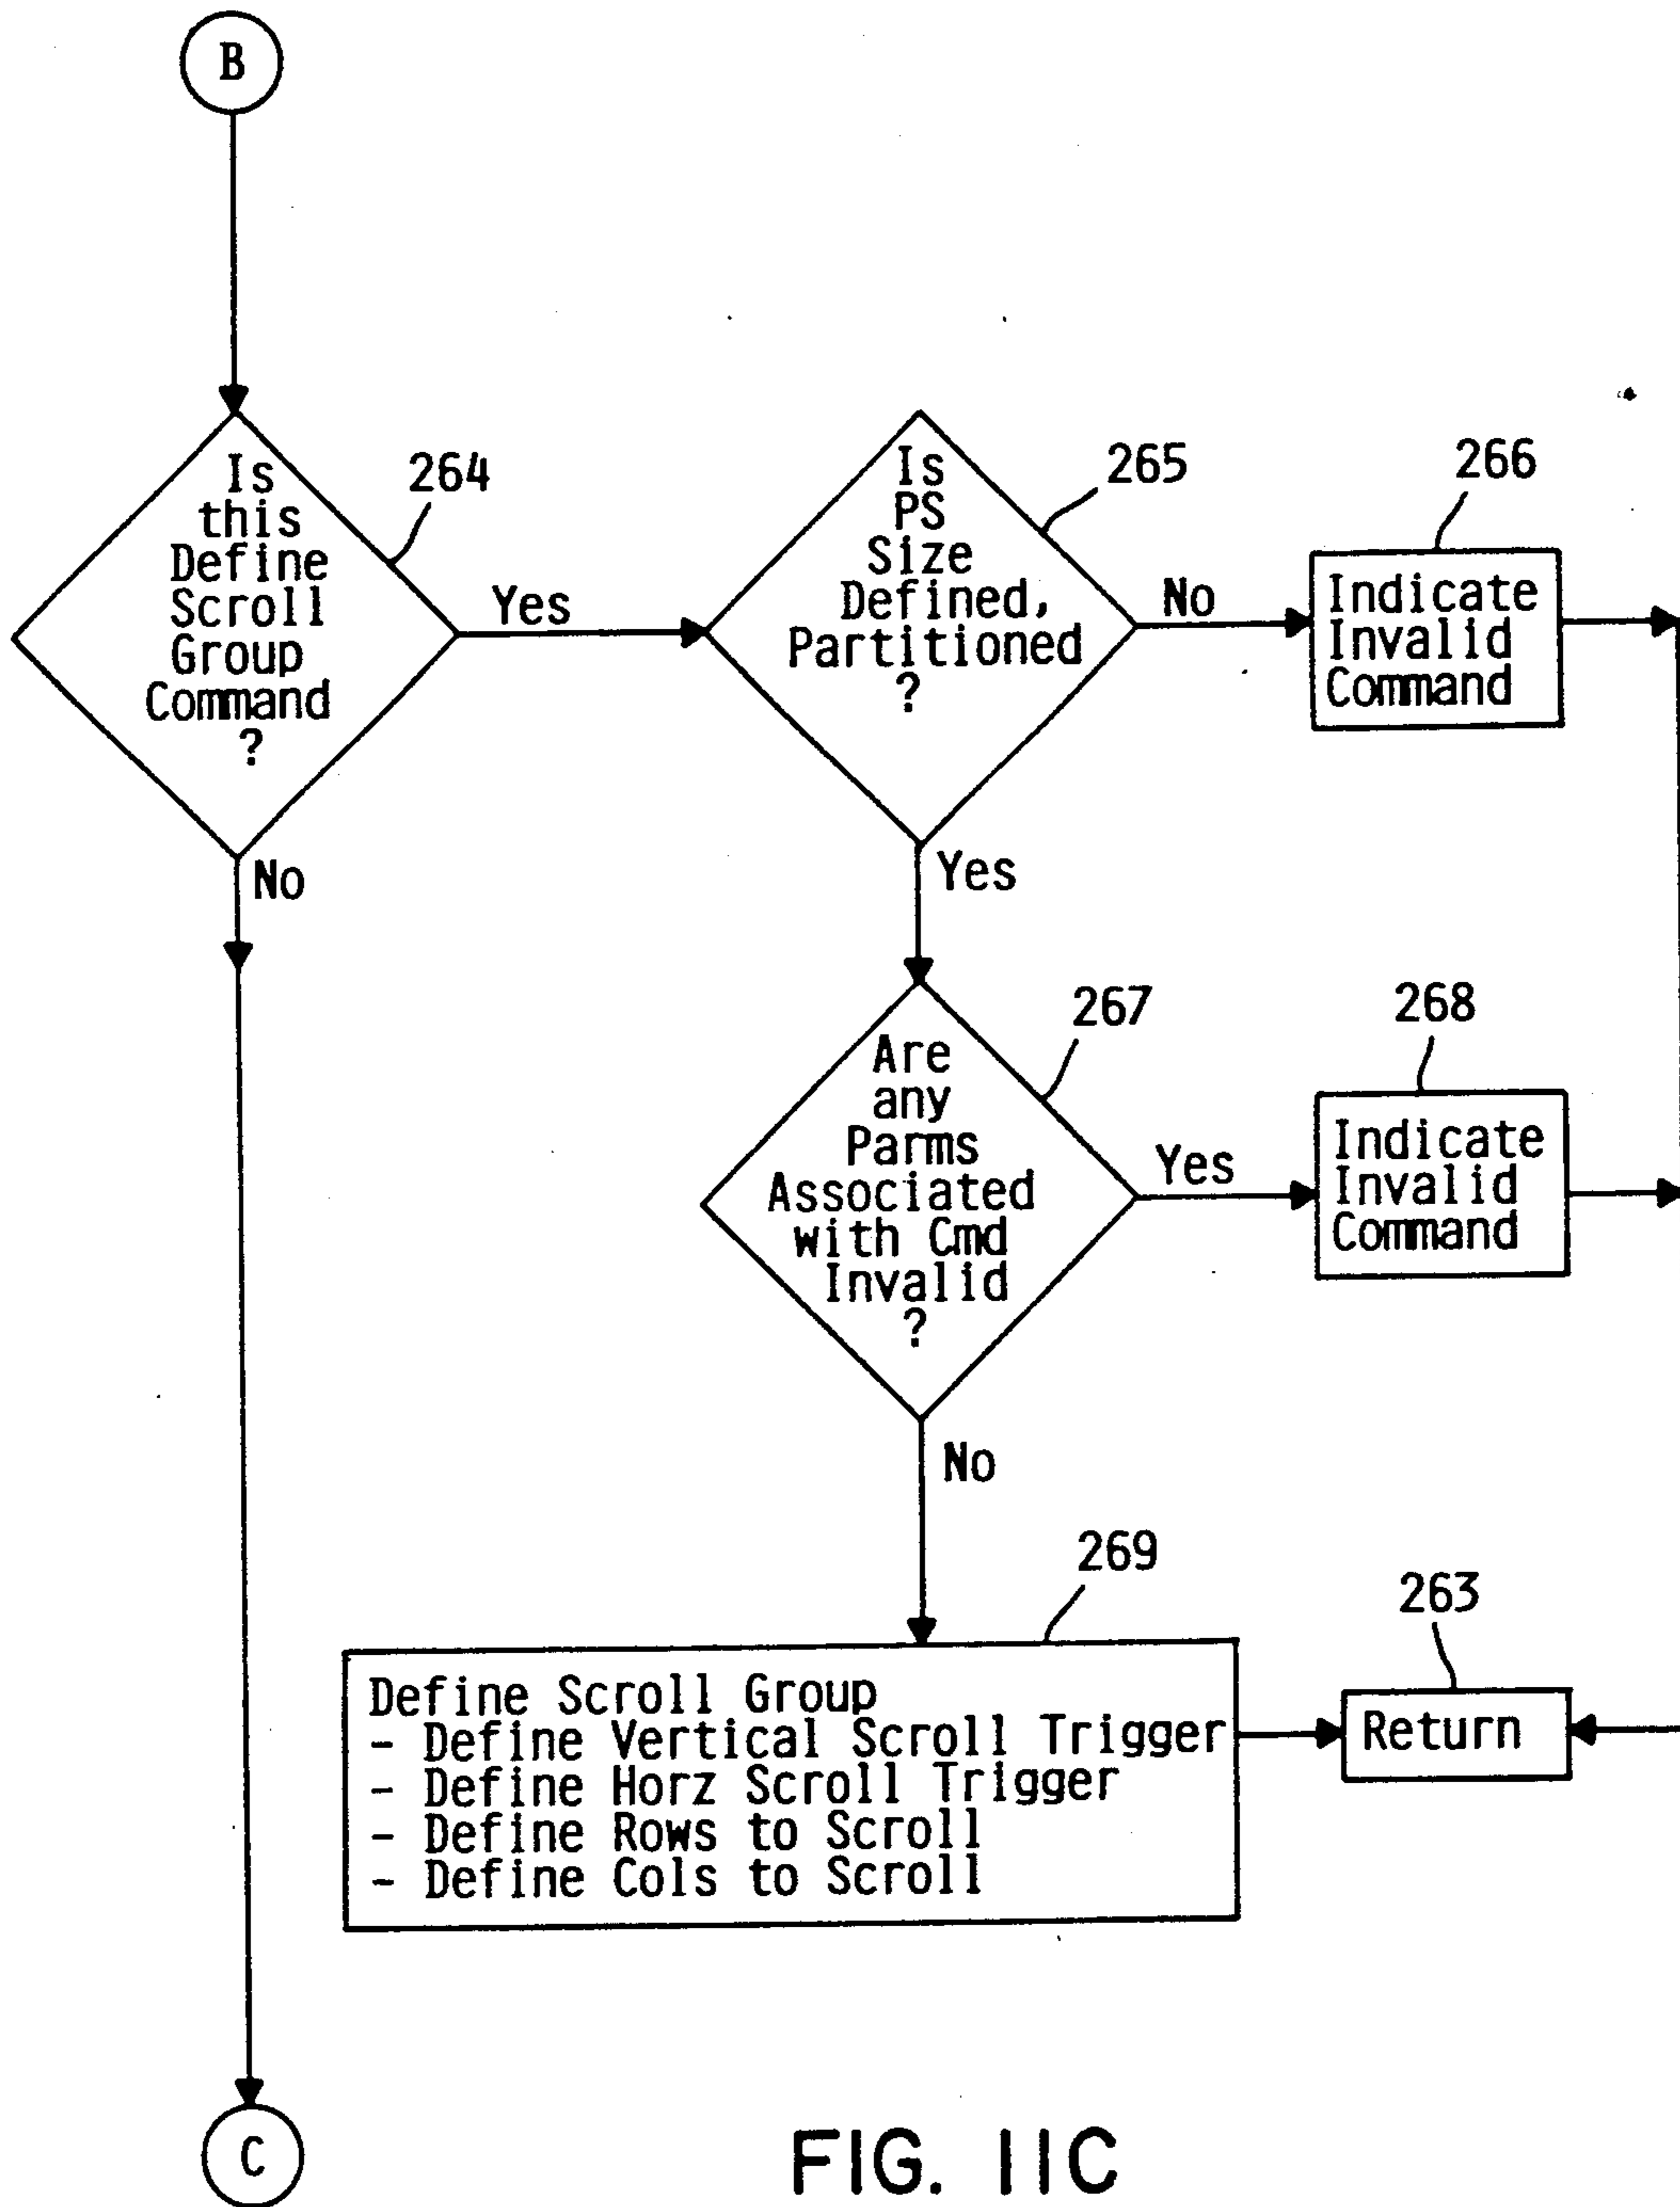 B
Is
this
Define
Scroll
Group
Command
?
264
Yes
No
Is
PS
Size
Defined,
Partitioned
?
265
No
Yes
266
Indicate
Invalid
Command
Are
any
Parms
Associated
with Cmd
Invalid
?
267
Yes
No
268
Indicate
Invalid
Command
269
Define Scroll Group
- Define Vertical Scroll Trigger
- Define Horz Scroll Trigger
- Define Rows to Scroll
- Define Cols to Scroll
263
Return
C
FIG. 11C